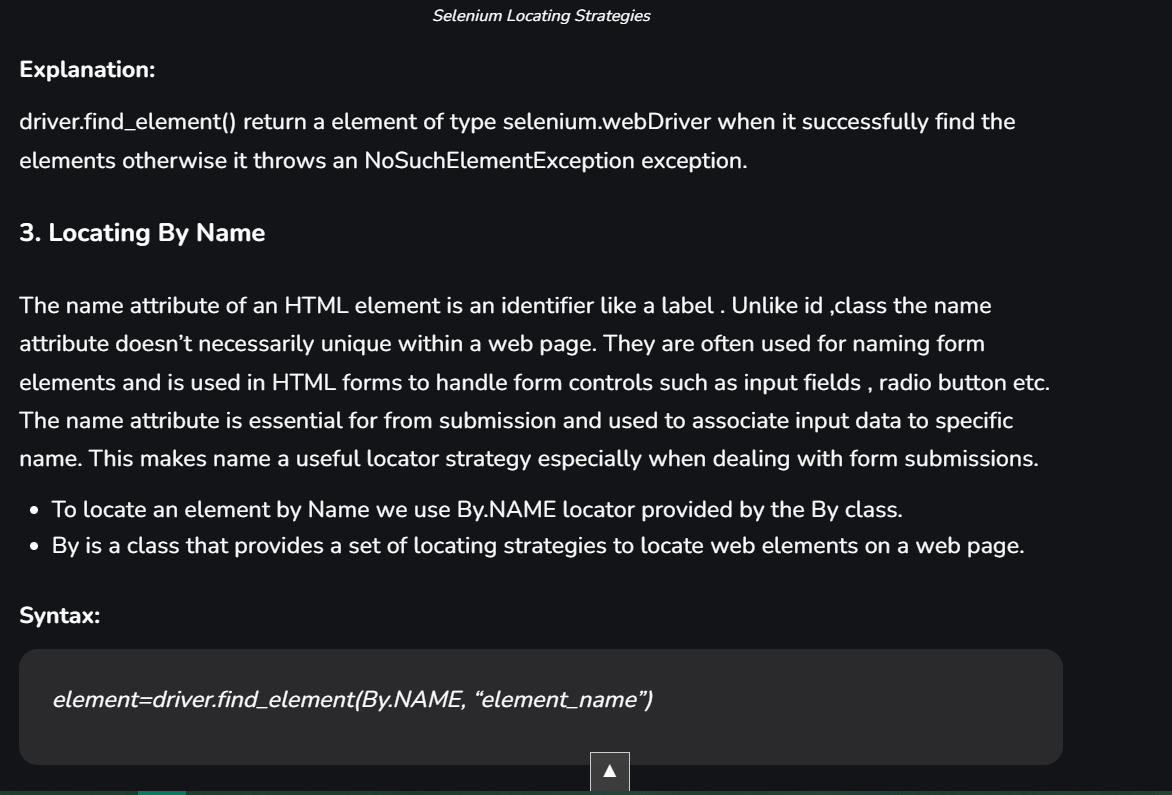 Selenium Locating Strategies
Explanation:
driver.find_element() return a element of type selenium.webDriver when it successfully find the
elements otherwise it throws an NoSuchElementException exception.
3. Locating By Name
The name attribute of an HTML element is an identifier like a label . Unlike id ,class the name
attribute doesn’t necessarily unique within a web page. They are often used for naming form
elements and is used in HTML forms to handle form controls such as input fields , radio button etc.
The name attribute is essential for from submission and used to associate input data to specific
name. This makes name a useful locator strategy especially when dealing with form submissions.
• To locate an element by Name we use By.NAME locator provided by the By class.
• By is a class that provides a set of locating strategies to locate web elements on a web page.
Syntax:
element=driver.find_element(By.NAME, “element_name”)